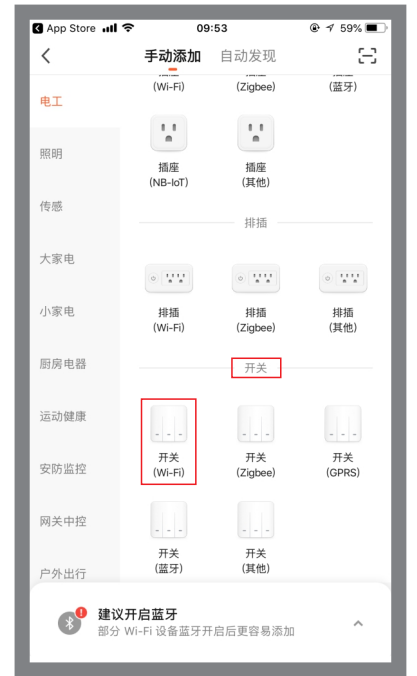 App Store 09:53 59%
手动添加 自动发现
电工
照明
传感
大家电
小家电
厨房电器
运动健康
安防监控
网关中控
户外出行
(Wi-Fi) (Zigbee) (蓝牙)
插座 插座
(NB-IoT) (其他)
排插
排插 排插 排插
(Wi-Fi) (Zigbee) (其他)
开关
开关 开关 开关
(Wi-Fi) (Zigbee) (GPRS)
开关 开关
(蓝牙) (其他)
建议开启蓝牙
部分 Wi-Fi 设备蓝牙开启后更容易添加